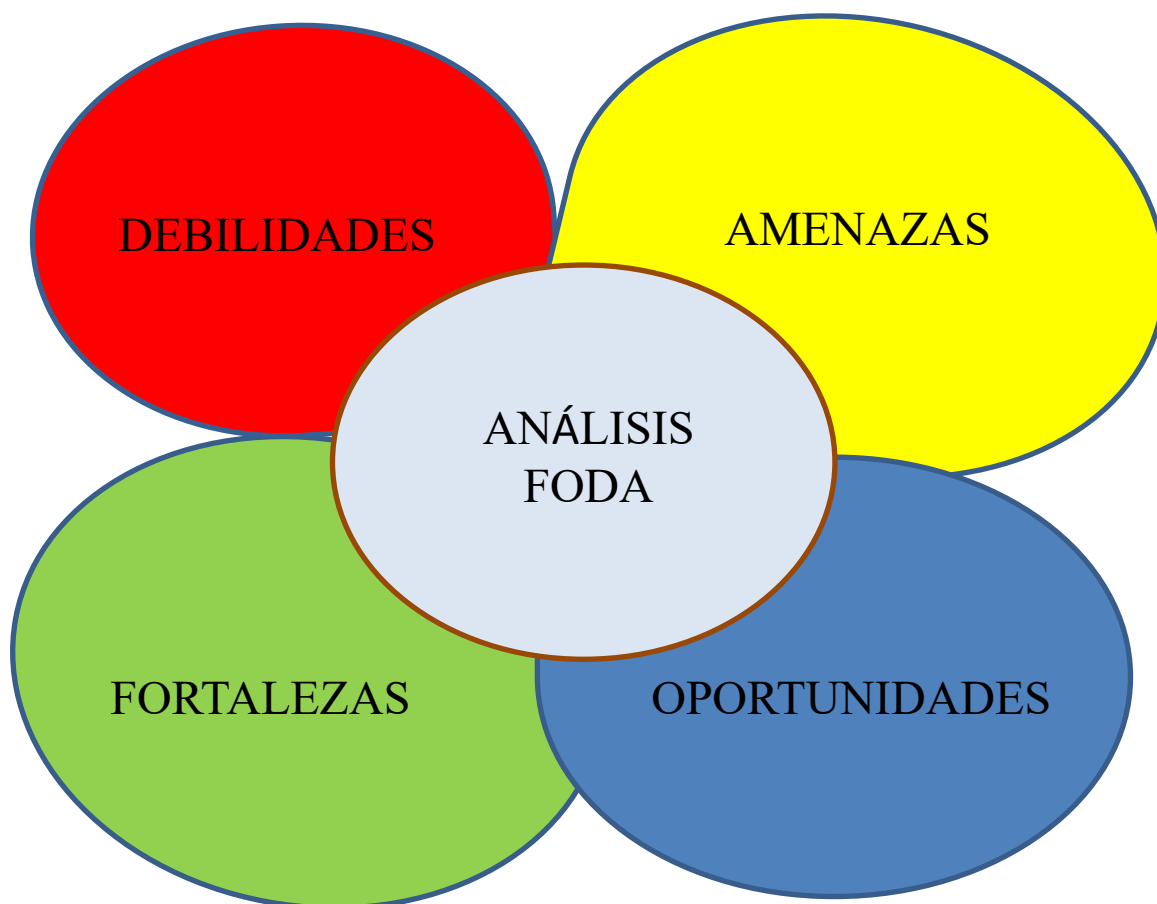 DEBILIDADES
AMENAZAS
ANÁLISIS
FODA
FORTALEZAS
OPORTUNIDADES